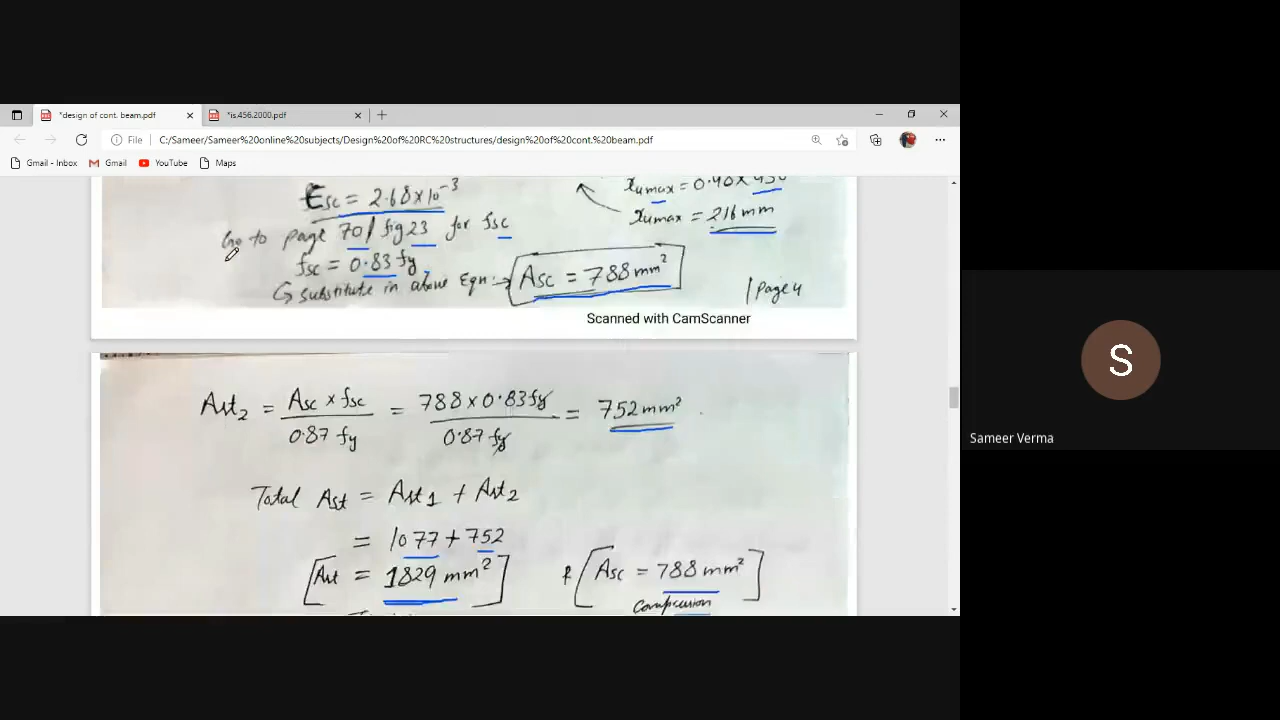 *design of cont. beam.pdf
*is.456.2000.pdf
File C:/Sameer/Sameer%20online%20subjects/Design%20of%20RC%20structures/design%20of%20cont.%20beam.pdf
Gmail - Inbox Gmail YouTube Maps
Esc = 2.68 x 10⁻³
xumax = 0.48 x 450
xumax = 216 mm
Go to page 70/ fig 23 for fsc
fsc = 0.83 fy
substitute in above Eqn :→ Asc = 788 mm²
| Page 4
Scanned with CamScanner
Ast₂ = Asc x fsc / 0.87 fy = 788 x 0.83 fy / 0.87 fy = 752 mm²
Total Ast = Ast1 + Ast2
= 1077 + 752
[Ast = 1829 mm²] & [Asc = 788 mm²]
Compression
S
Sameer Verma